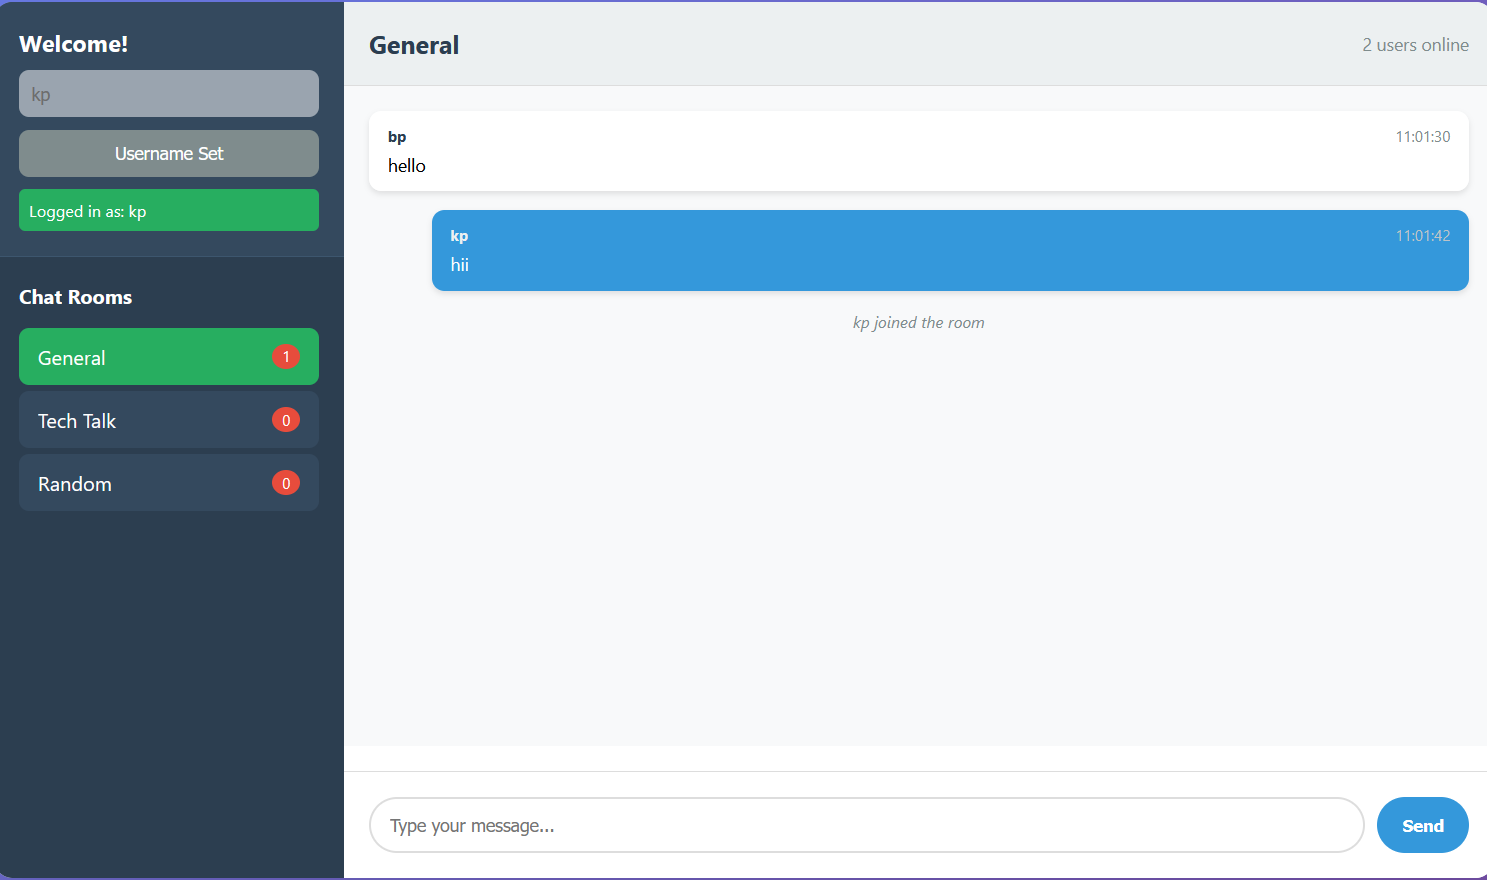 Welcome!
kp
Username Set
Logged in as: kp
Chat Rooms
General 1
Tech Talk 0
Random 0
General 2 users online
bp 11:01:30
hello
kp 11:01:42
hii
kp joined the room
Type your message...
Send